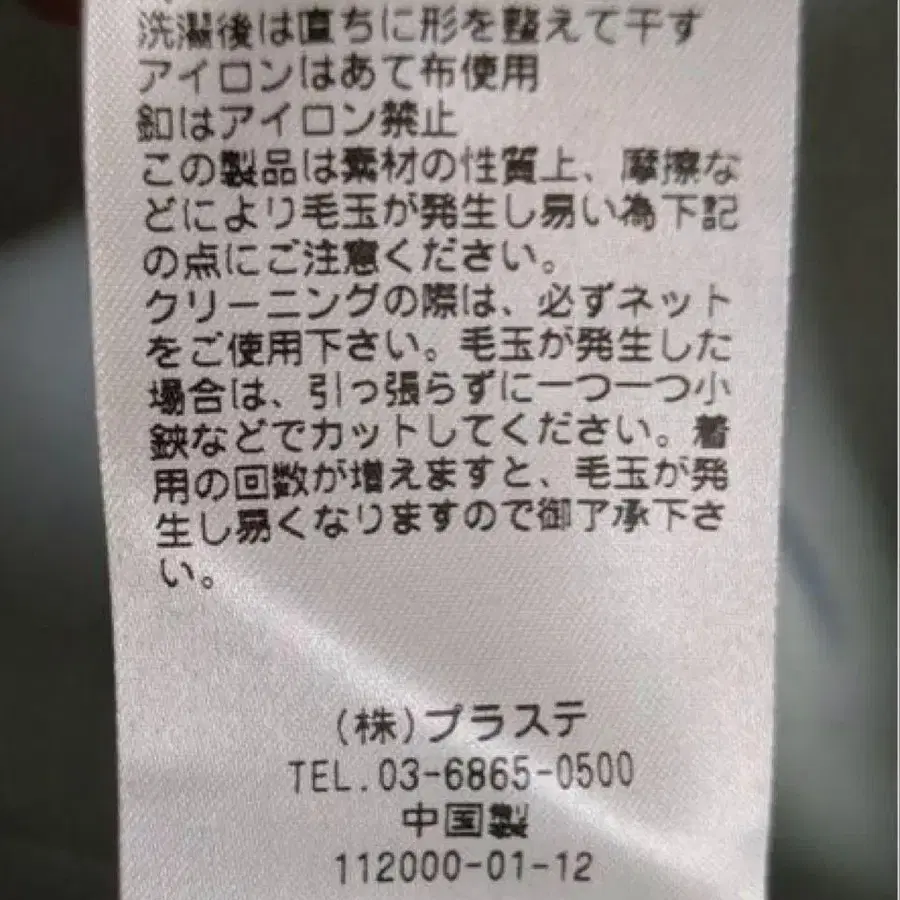 洗濯後は直ちに形を整えて干す
アイロンはあて布使用
釦はアイロン禁止
この製品は素材の性質上、摩擦な
どにより毛玉が発生し易い為下記
の点にご注意ください。
クリーニングの際は、必ずネット
をご使用下さい。毛玉が発生した
場合は、引っ張らずに一つ一つ小
鋏などでカットしてください。着
用の回数が増えますと、毛玉が発
生し易くなりますので御了承下さ
い。
(株)プラステ
TEL.03-6865-0500
中国製
112000-01-12